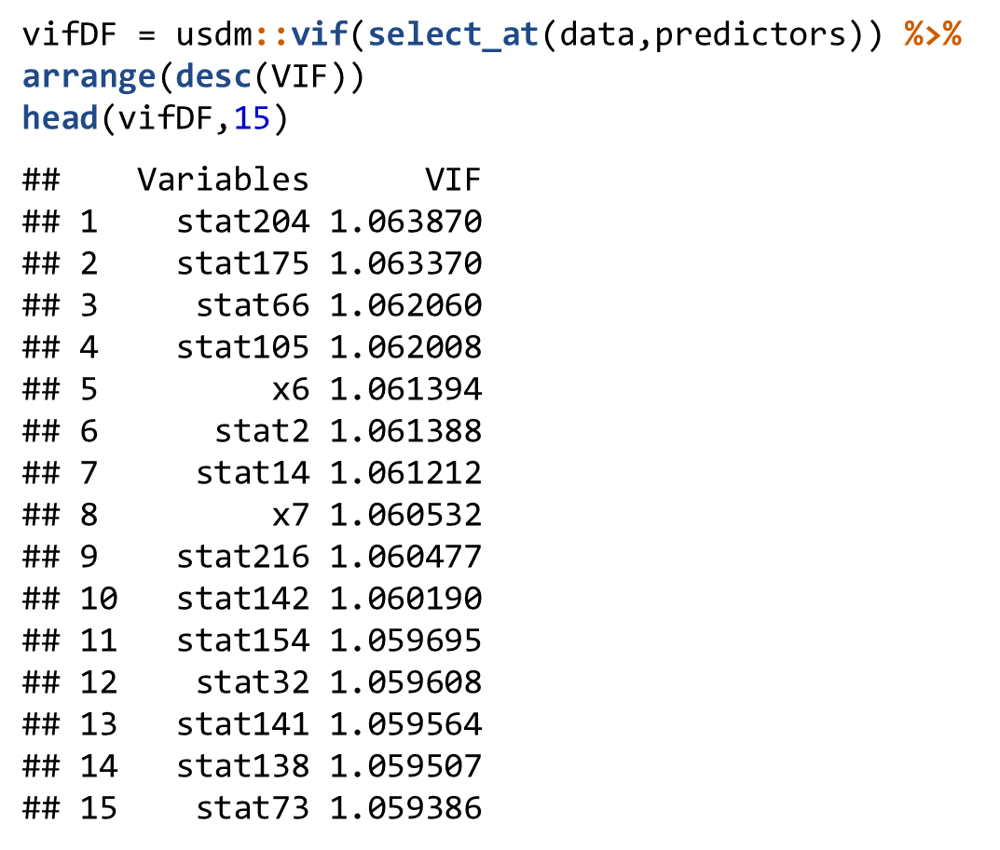 vifDF = usdm::vif(select_at(data,predictors)) %>%
arrange(desc(VIF))
head(vifDF,15)
##    Variables      VIF
## 1    stat204 1.063870
## 2    stat175 1.063370
## 3     stat66 1.062060
## 4    stat105 1.062008
## 5         x6 1.061394
## 6      stat2 1.061388
## 7     stat14 1.061212
## 8         x7 1.060532
## 9    stat216 1.060477
## 10   stat142 1.060190
## 11   stat154 1.059695
## 12    stat32 1.059608
## 13   stat141 1.059564
## 14   stat138 1.059507
## 15    stat73 1.059386